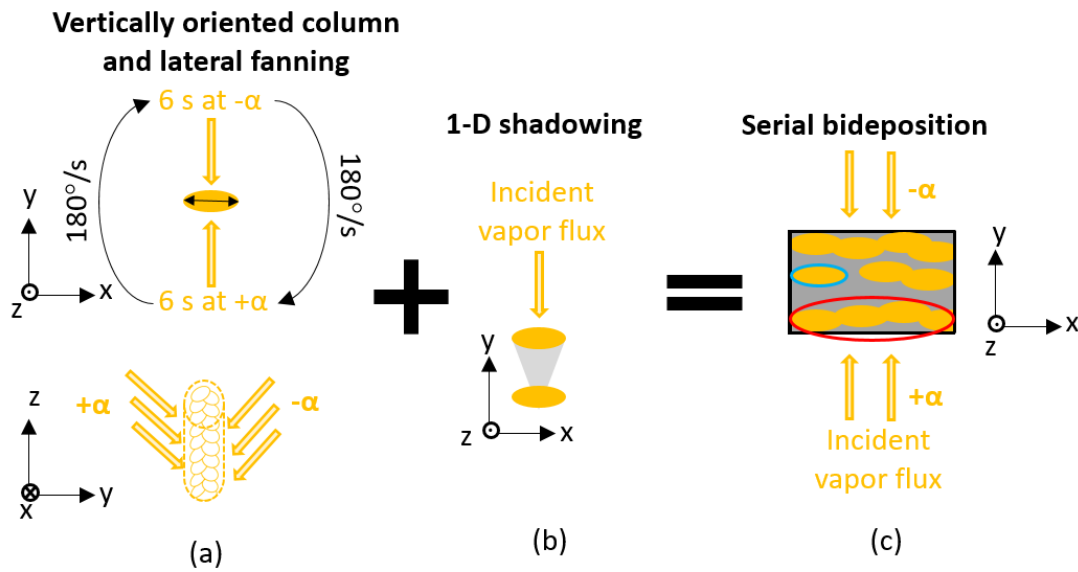 Vertically oriented column
and lateral fanning
6 s at -α
180°/s
180°/s
6 s at +α
y
z
x
+α
-α
z
x
y
(a)
1-D shadowing
Incident
vapor flux
y
z
x
(b)
Serial bideposition
-α
y
z
x
+α
Incident
vapor flux
(c)